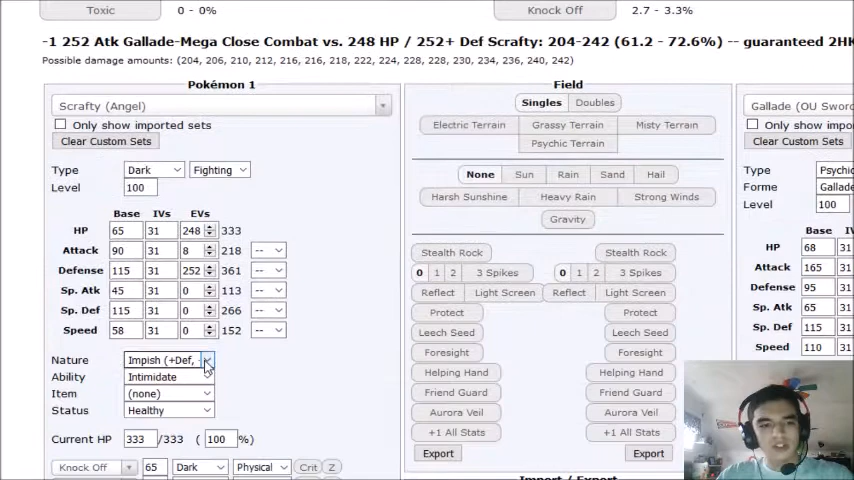 Toxic 0 - 0% Knock Off 2.7 - 3.3%
-1 252 Atk Gallade-Mega Close Combat vs. 248 HP / 252+ Def Scrafty: 204-242 (61.2 - 72.6%) -- guaranteed 2H
Possible damage amounts: (204, 206, 210, 212, 216, 216, 218, 222, 224, 228, 228, 230, 234, 236, 240, 242)
Pokémon 1 Field
Scrafty (Angel) Singles Doubles Gallade (OU Sword
Only show imported sets Electric Terrain Grassy Terrain Misty Terrain Only show import
Clear Custom Sets Psychic Terrain Clear Custom Sets
Type Dark Fighting None Sun Rain Sand Hail Type Psychic
Level 100 Forme Gallade
Harsh Sunshine Heavy Rain Strong Winds Level 100
Base IVs EVs Gravity Base IVs
HP 65 31 248 333 HP 68 31
Attack 90 31 8 218 -- Stealth Rock Stealth Rock Attack 165 31
Defense 115 31 252 361 -- 0 1 2 3 Spikes 0 1 2 3 Spikes Defense 95 31
Sp. Atk 45 31 0 113 -- Reflect Light Screen Reflect Light Screen Sp. Atk 65 31
Sp. Def 115 31 0 266 -- Protect Protect Sp. Def 115 31
Speed 58 31 0 152 -- Leech Seed Leech Seed Speed 110 31
Nature Impish (+Def, Foresight Foresight
Ability Intimidate Helping Hand Helping Hand
Item (none) Friend Guard Friend Guard
Status Healthy Aurora Veil Aurora Veil
Current HP 333 /333 ( 100 %) +1 All Stats +1 All Stats
Export Export
Knock Off 65 Dark Physical Crit Z